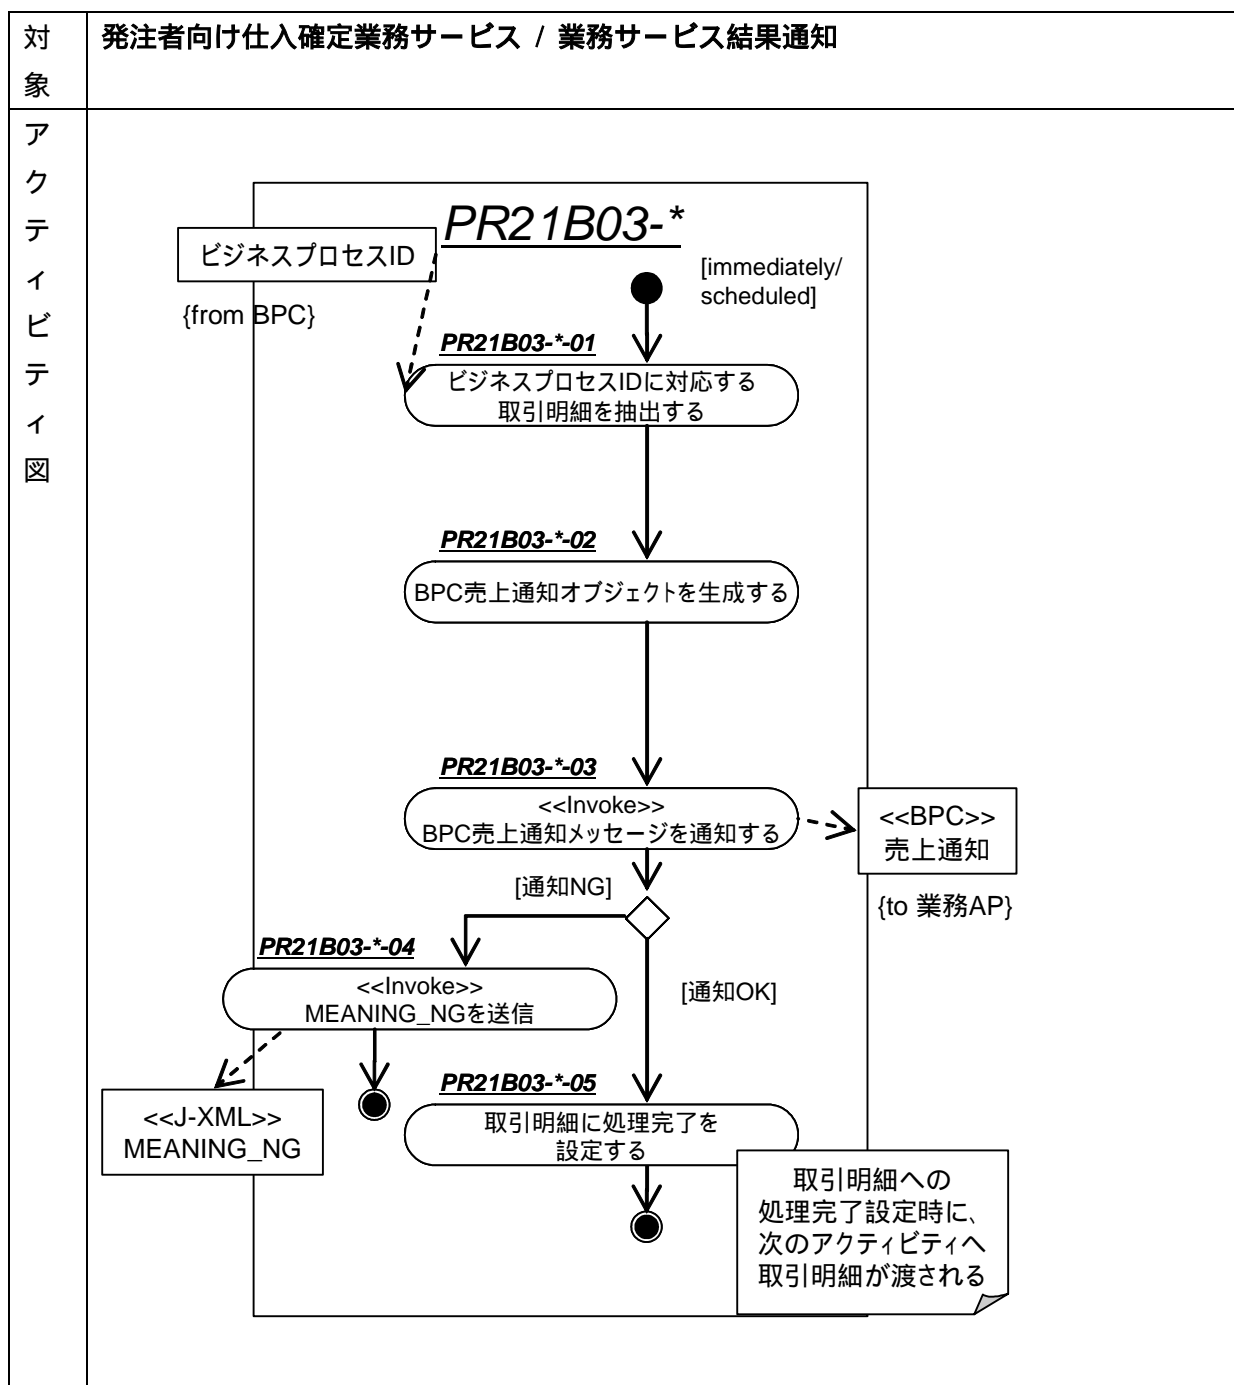 対象
発注者向け仕入確定業務サービス / 業務サービス結果通知
アクティビティ図
PR21B03-*
ビジネスプロセスID
{from BPC}
[immediately/
scheduled]
PR21B03-*-01
ビジネスプロセスIDに対応する
取引明細を抽出する
PR21B03-*-02
BPC売上通知オブジェクトを生成する
PR21B03-*-03
<<Invoke>>
BPC売上通知メッセージを通知する
<<BPC>>
売上通知
{to 業務AP}
[通知NG]
PR21B03-*-04
<<Invoke>>
MEANING_NGを送信
[通知OK]
<<J-XML>>
MEANING_NG
PR21B03-*-05
取引明細に処理完了を
設定する
取引明細への
処理完了設定時に、
次のアクティビティへ
取引明細が渡される